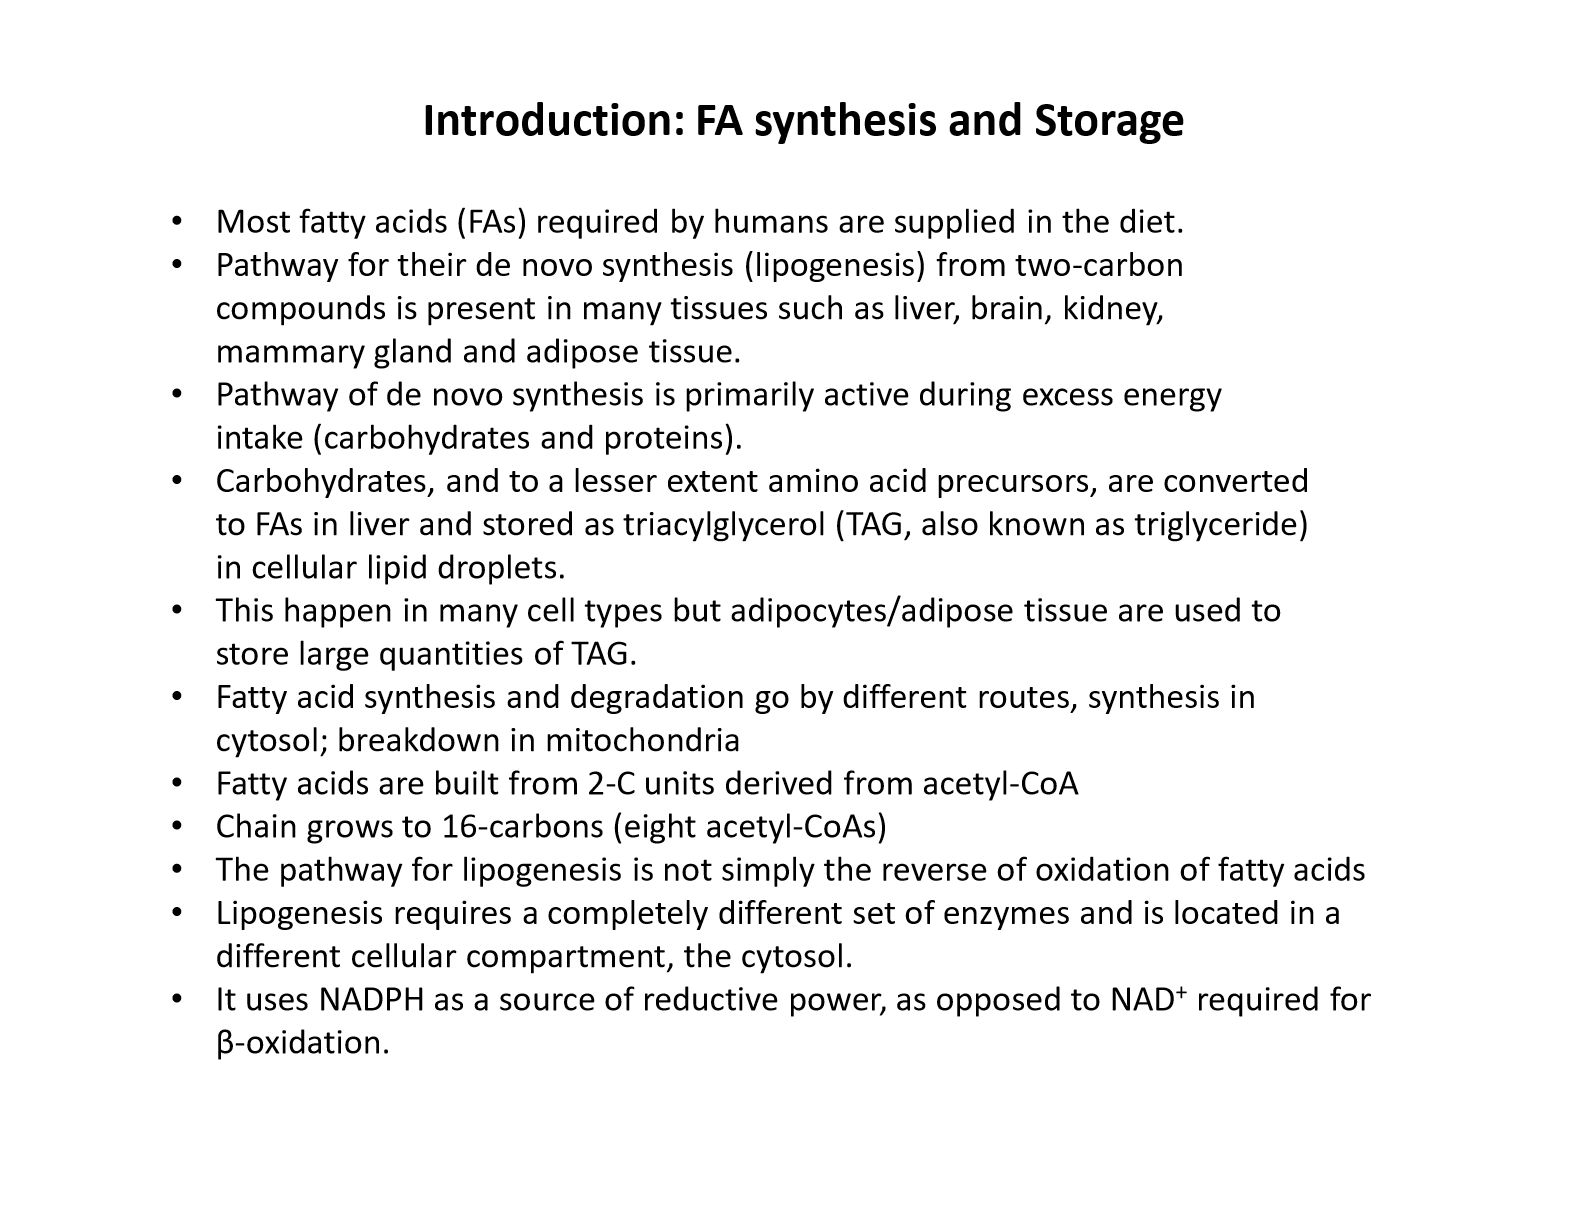 Introduction: FA synthesis and Storage
• Most fatty acids (FAs) required by humans are supplied in the diet.
• Pathway for their de novo synthesis (lipogenesis) from two-carbon
compounds is present in many tissues such as liver, brain, kidney,
mammary gland and adipose tissue.
• Pathway of de novo synthesis is primarily active during excess energy
intake (carbohydrates and proteins).
• Carbohydrates, and to a lesser extent amino acid precursors, are converted
to FAs in liver and stored as triacylglycerol (TAG, also known as triglyceride)
in cellular lipid droplets.
• This happen in many cell types but adipocytes/adipose tissue are used to
store large quantities of TAG.
• Fatty acid synthesis and degradation go by different routes, synthesis in
cytosol; breakdown in mitochondria
• Fatty acids are built from 2-C units derived from acetyl-CoA
• Chain grows to 16-carbons (eight acetyl-CoAs)
• The pathway for lipogenesis is not simply the reverse of oxidation of fatty acids
• Lipogenesis requires a completely different set of enzymes and is located in a
different cellular compartment, the cytosol.
• It uses NADPH as a source of reductive power, as opposed to NAD⁺ required for
β-oxidation.